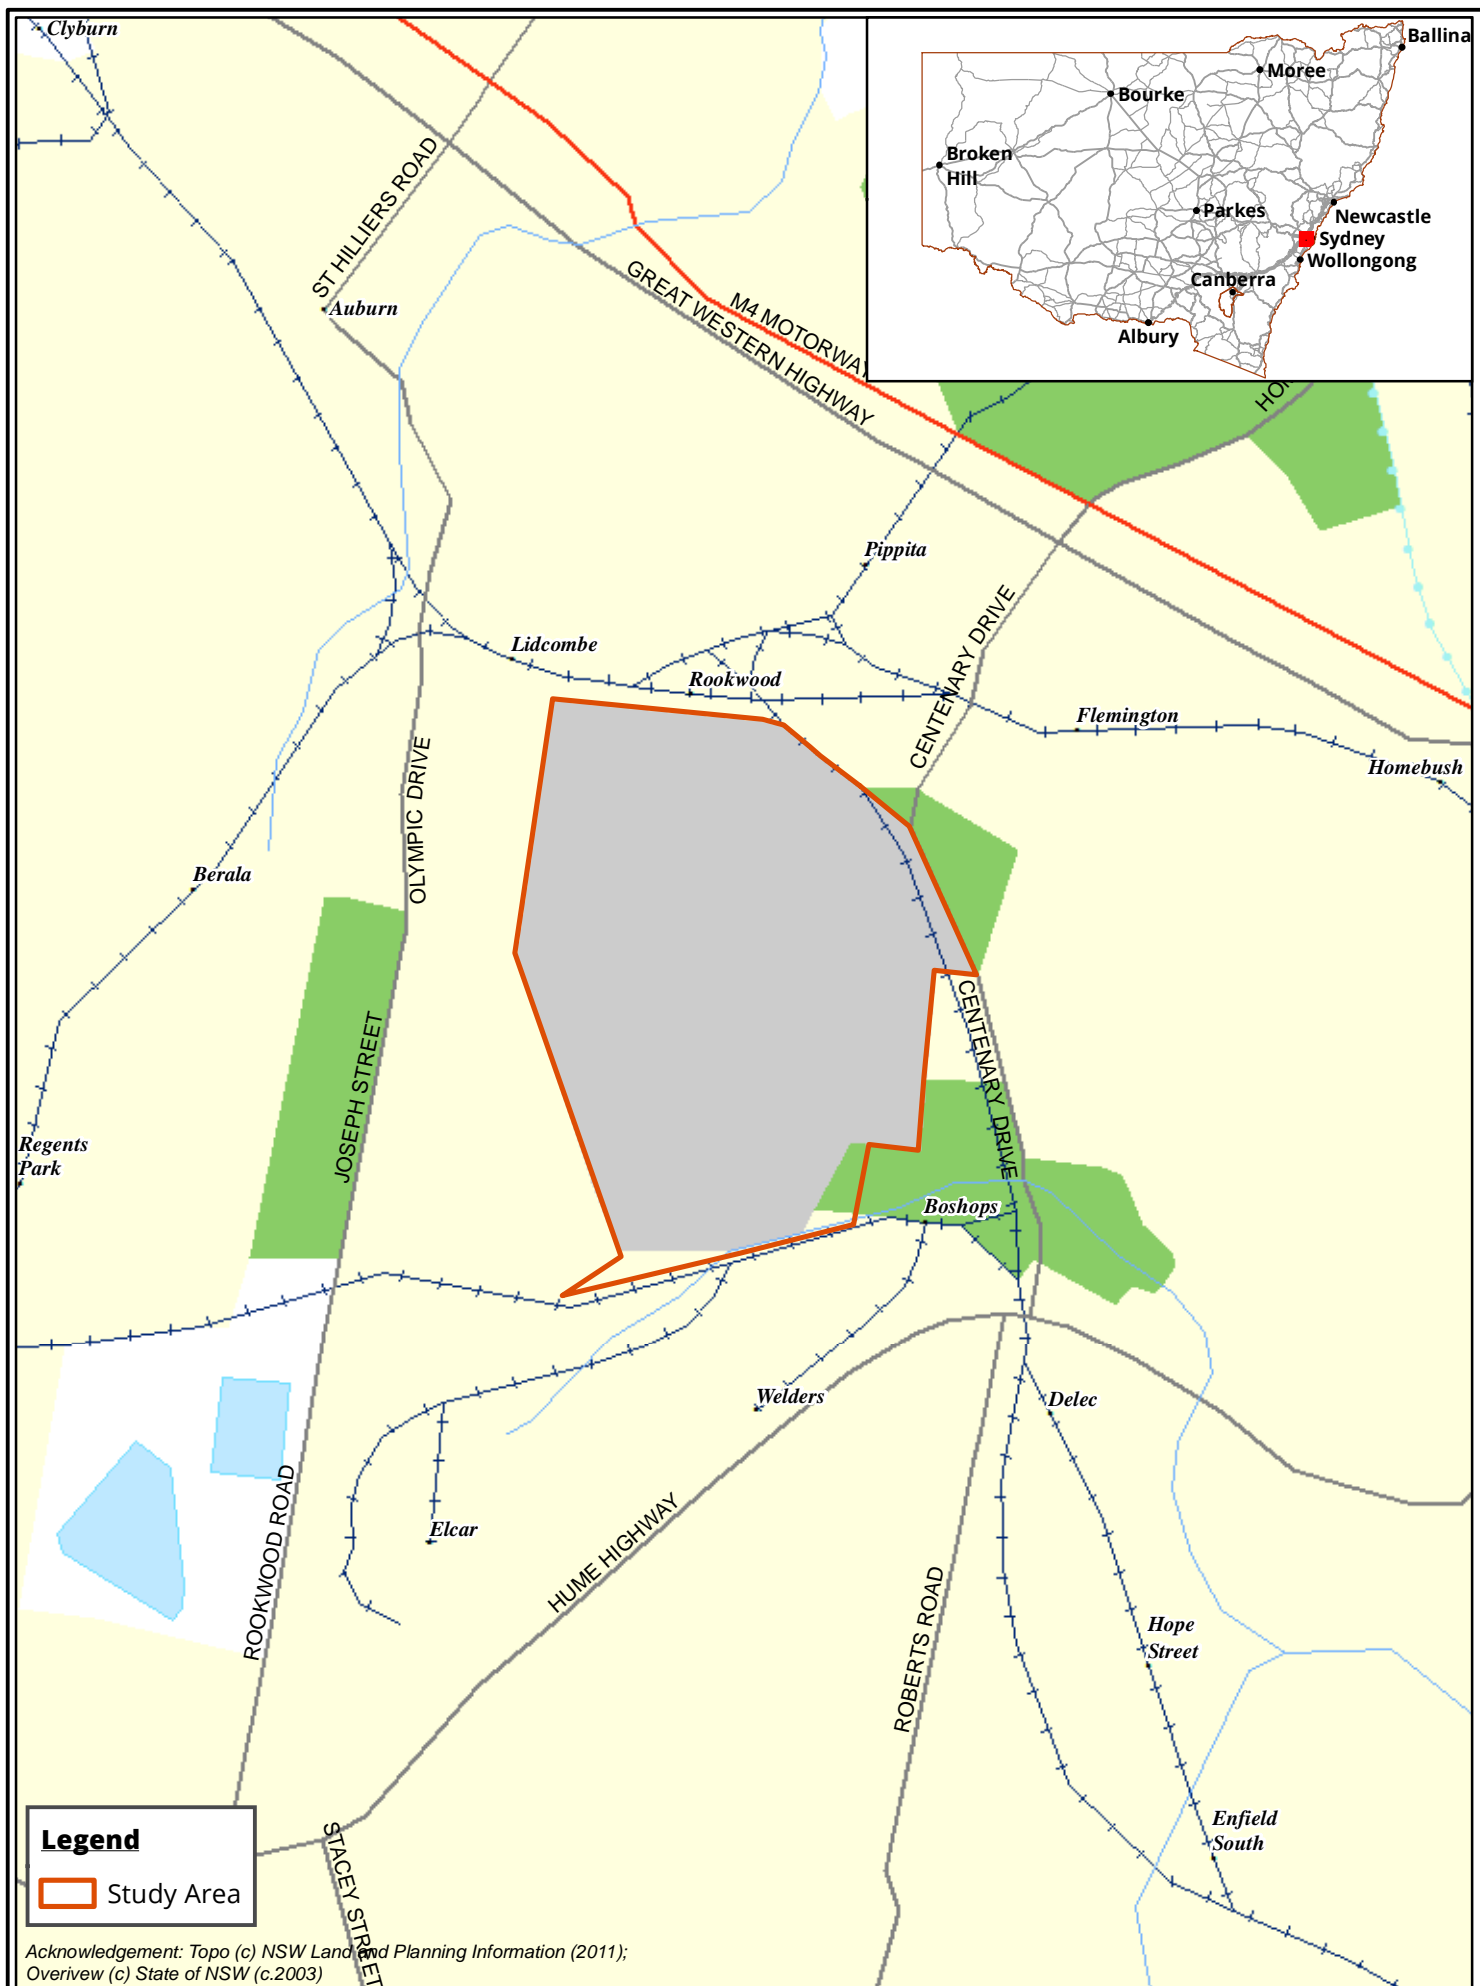 Clyburn
Ballina
Moree
Bourke
Broken
Hill
Parkes
Newcastle
Sydney
Wollongong
Canberra
Albury
ST HILLIERS ROAD
Auburn
GREAT WESTERN HIGHWAY
M4 MOTORWAY
Pippita
CENTENARY DRIVE
Lidcombe
Rookwood
Flemington
Homebush
OLYMPIC DRIVE
Berala
JOSEPH STREET
CENTENARY DRIVE
Regents
Park
Boshops
Welders
Delec
Elcar
ROOKWOOD ROAD
HUME HIGHWAY
ROBERTS ROAD
Hope
Street
Enfield
South
STACEY STREET
Legend
Study Area
Acknowledgement: Topo (c) NSW Land and Planning Information (2011);
Overivew (c) State of NSW (c.2003)